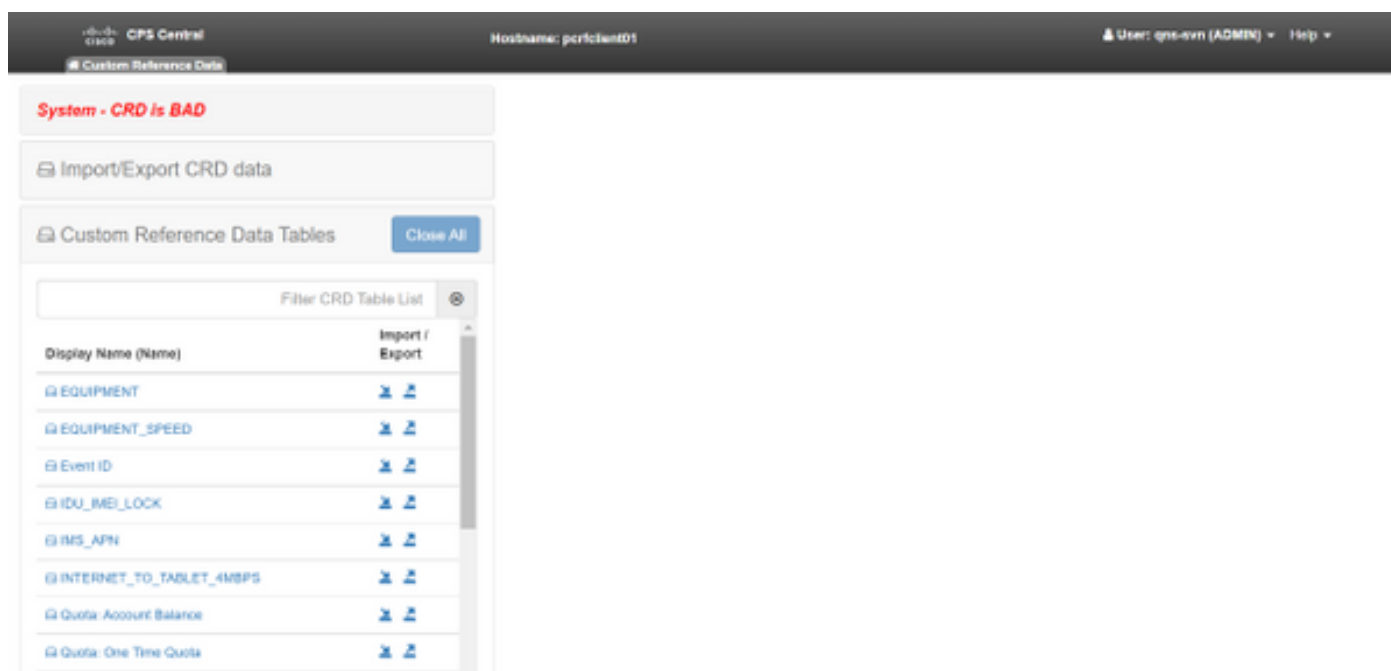 CISCO CPS Central
Hostname: pcrfclient01
User: qns-svn (ADMIN) Help
Custom Reference Data
System - CRD is BAD
Import/Export CRD data
Custom Reference Data Tables
Close All
Filter CRD Table List
Display Name (Name)
Import /
Export
EQUIPMENT
EQUIPMENT_SPEED
Event ID
IDU_IMEI_LOCK
IMS_APN
INTERNET_TO_TABLET_4MBPS
Quota: Account Balance
Quota: One Time Quota